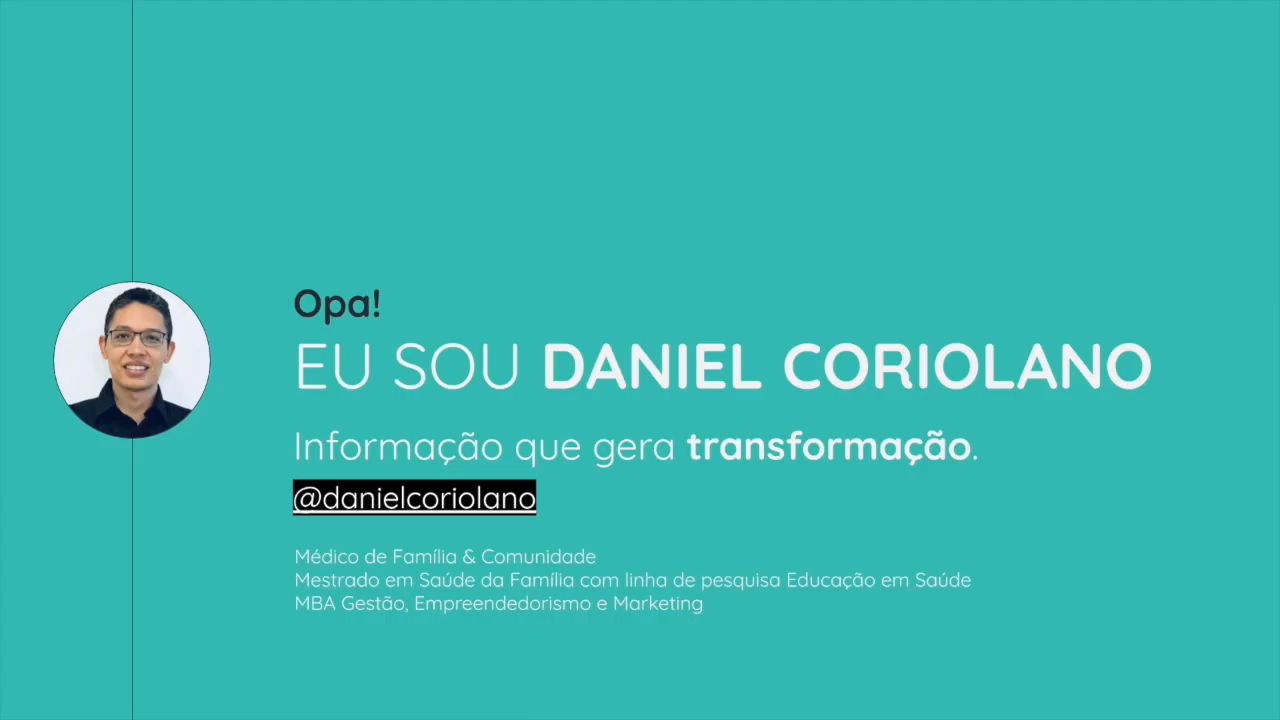 Opa!
EU SOU DANIEL CORIOLANO
Informação que gera transformação.
@danielcoriolano
Médico de Família & Comunidade
Mestrado em Saúde da Família com linha de pesquisa Educação em Saúde
MBA Gestão, Empreendedorismo e Marketing